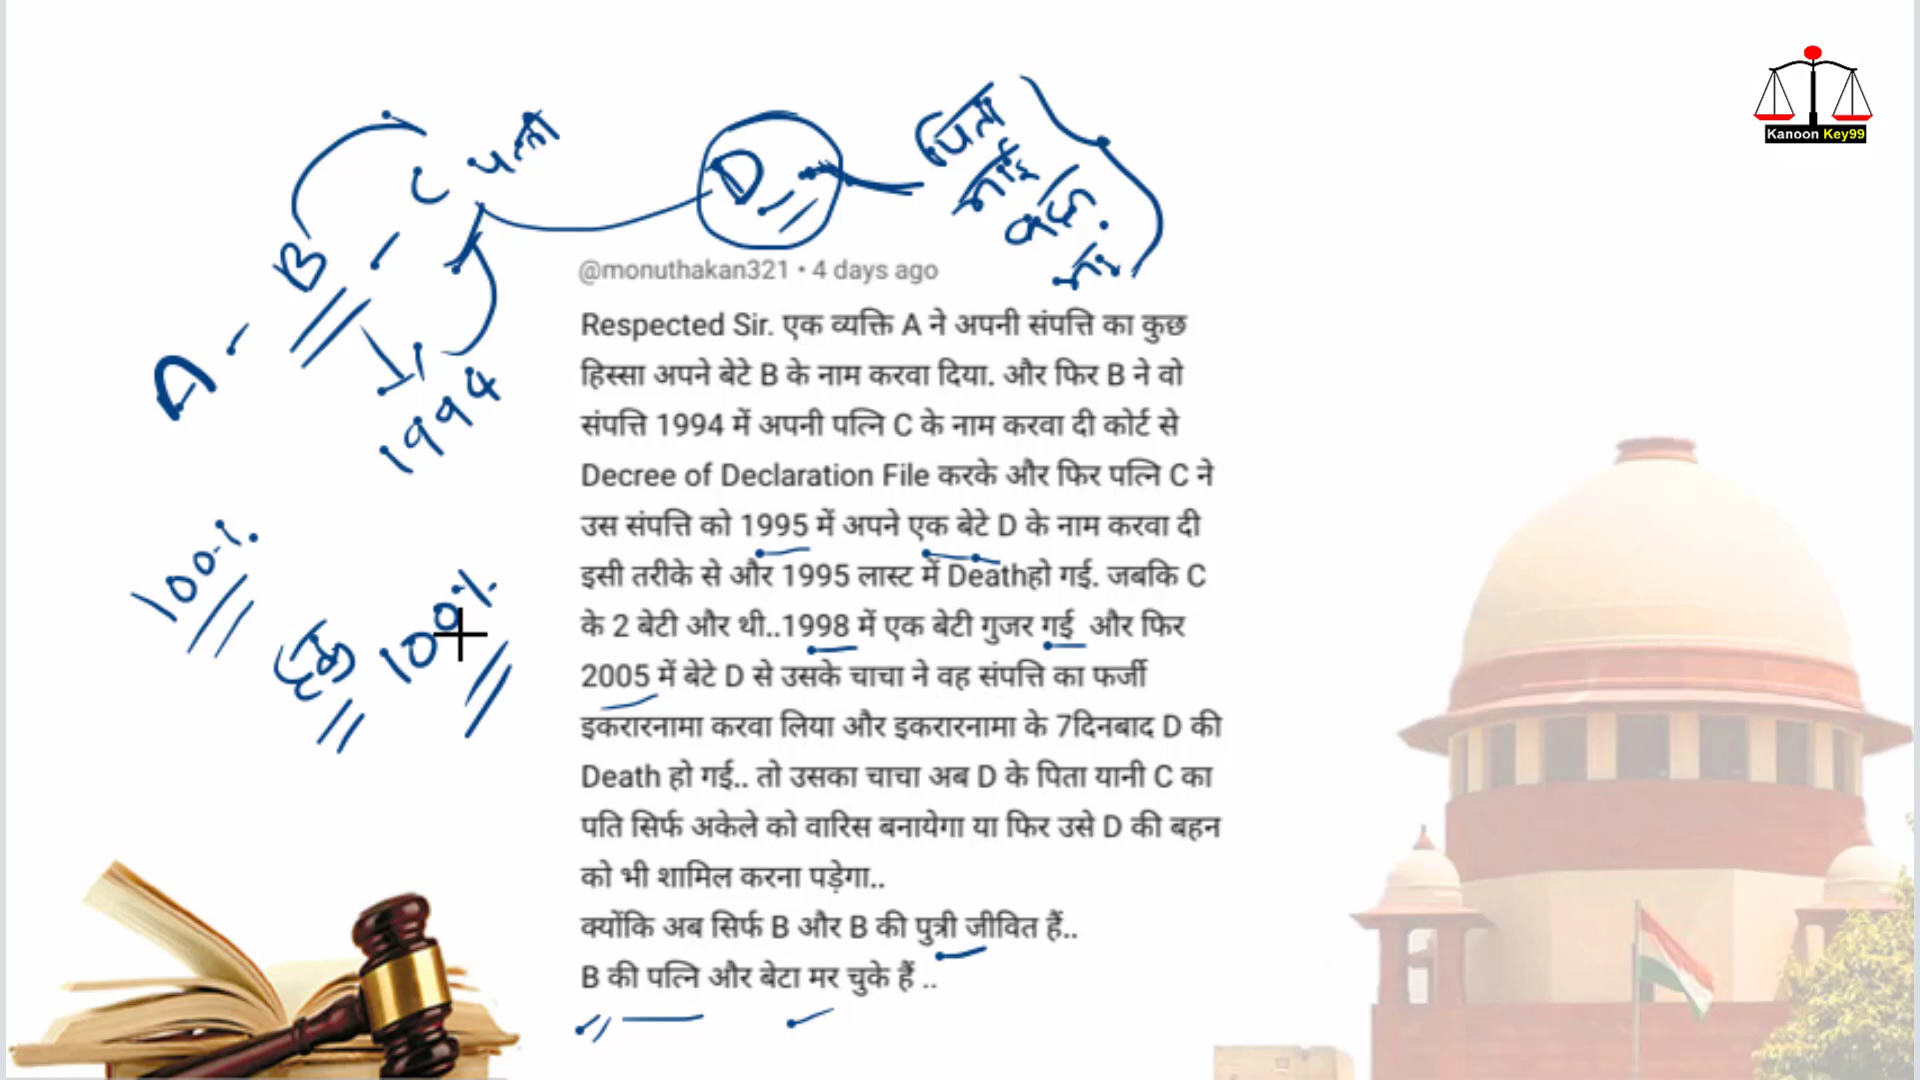 Kanoon Key99
A - B - C पत्नी
D
पिता
भाई
व हि.
ने
1994
100%
हक
100%
@monuthakan321 • 4 days ago
Respected Sir. एक व्यक्ति A ने अपनी संपत्ति का कुछ
हिस्सा अपने बेटे B के नाम करवा दिया. और फिर B ने वो
संपत्ति 1994 में अपनी पत्नि C के नाम करवा दी कोर्ट से
Decree of Declaration File करके और फिर पत्नि C ने
उस संपत्ति को 1995 में अपने एक बेटे D के नाम करवा दी
इसी तरीके से और 1995 लास्ट में Deathहो गई. जबकि C
के 2 बेटी और थी..1998 में एक बेटी गुजर गई और फिर
2005 में बेटे D से उसके चाचा ने वह संपत्ति का फर्जी
इकरारनामा करवा लिया और इकरारनामा के 7दिनबाद D की
Death हो गई.. तो उसका चाचा अब D के पिता यानी C का
पति सिर्फ अकेले को वारिस बनायेगा या फिर उसे D की बहन
को भी शामिल करना पड़ेगा..
क्योंकि अब सिर्फ B और B की पुत्री जीवित हैं..
B की पत्नि और बेटा मर चुके हैं ..